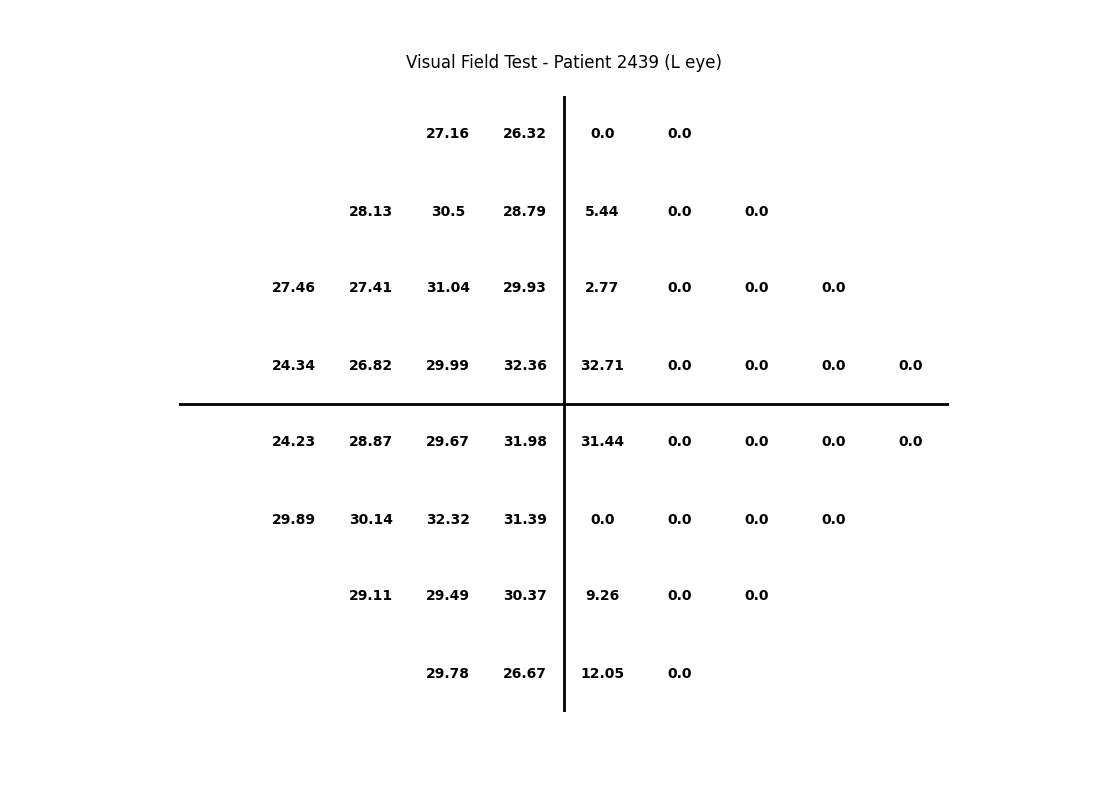 Visual Field Test - Patient 2439 (L eye)
27.16 26.32 0.0 0.0
28.13 30.5 28.79 5.44 0.0 0.0
27.46 27.41 31.04 29.93 2.77 0.0 0.0 0.0
24.34 26.82 29.99 32.36 32.71 0.0 0.0 0.0 0.0
24.23 28.87 29.67 31.98 31.44 0.0 0.0 0.0 0.0
29.89 30.14 32.32 31.39 0.0 0.0 0.0 0.0
29.11 29.49 30.37 9.26 0.0 0.0
29.78 26.67 12.05 0.0